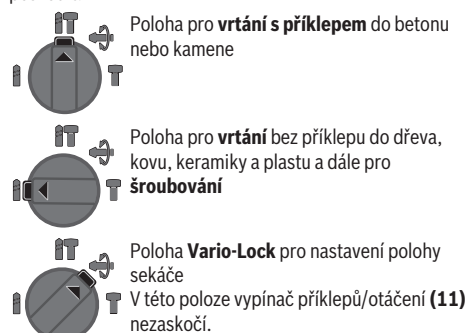 Poloha pro vrtání s příklepem do betonu
nebo kamene
Poloha pro vrtání bez příklepu do dřeva,
kovu, keramiky a plastu a dále pro
šroubování
Poloha Vario-Lock pro nastavení polohy
sekáče
V této poloze vypínač příklepů/otáčení (11)
nezaskočí.